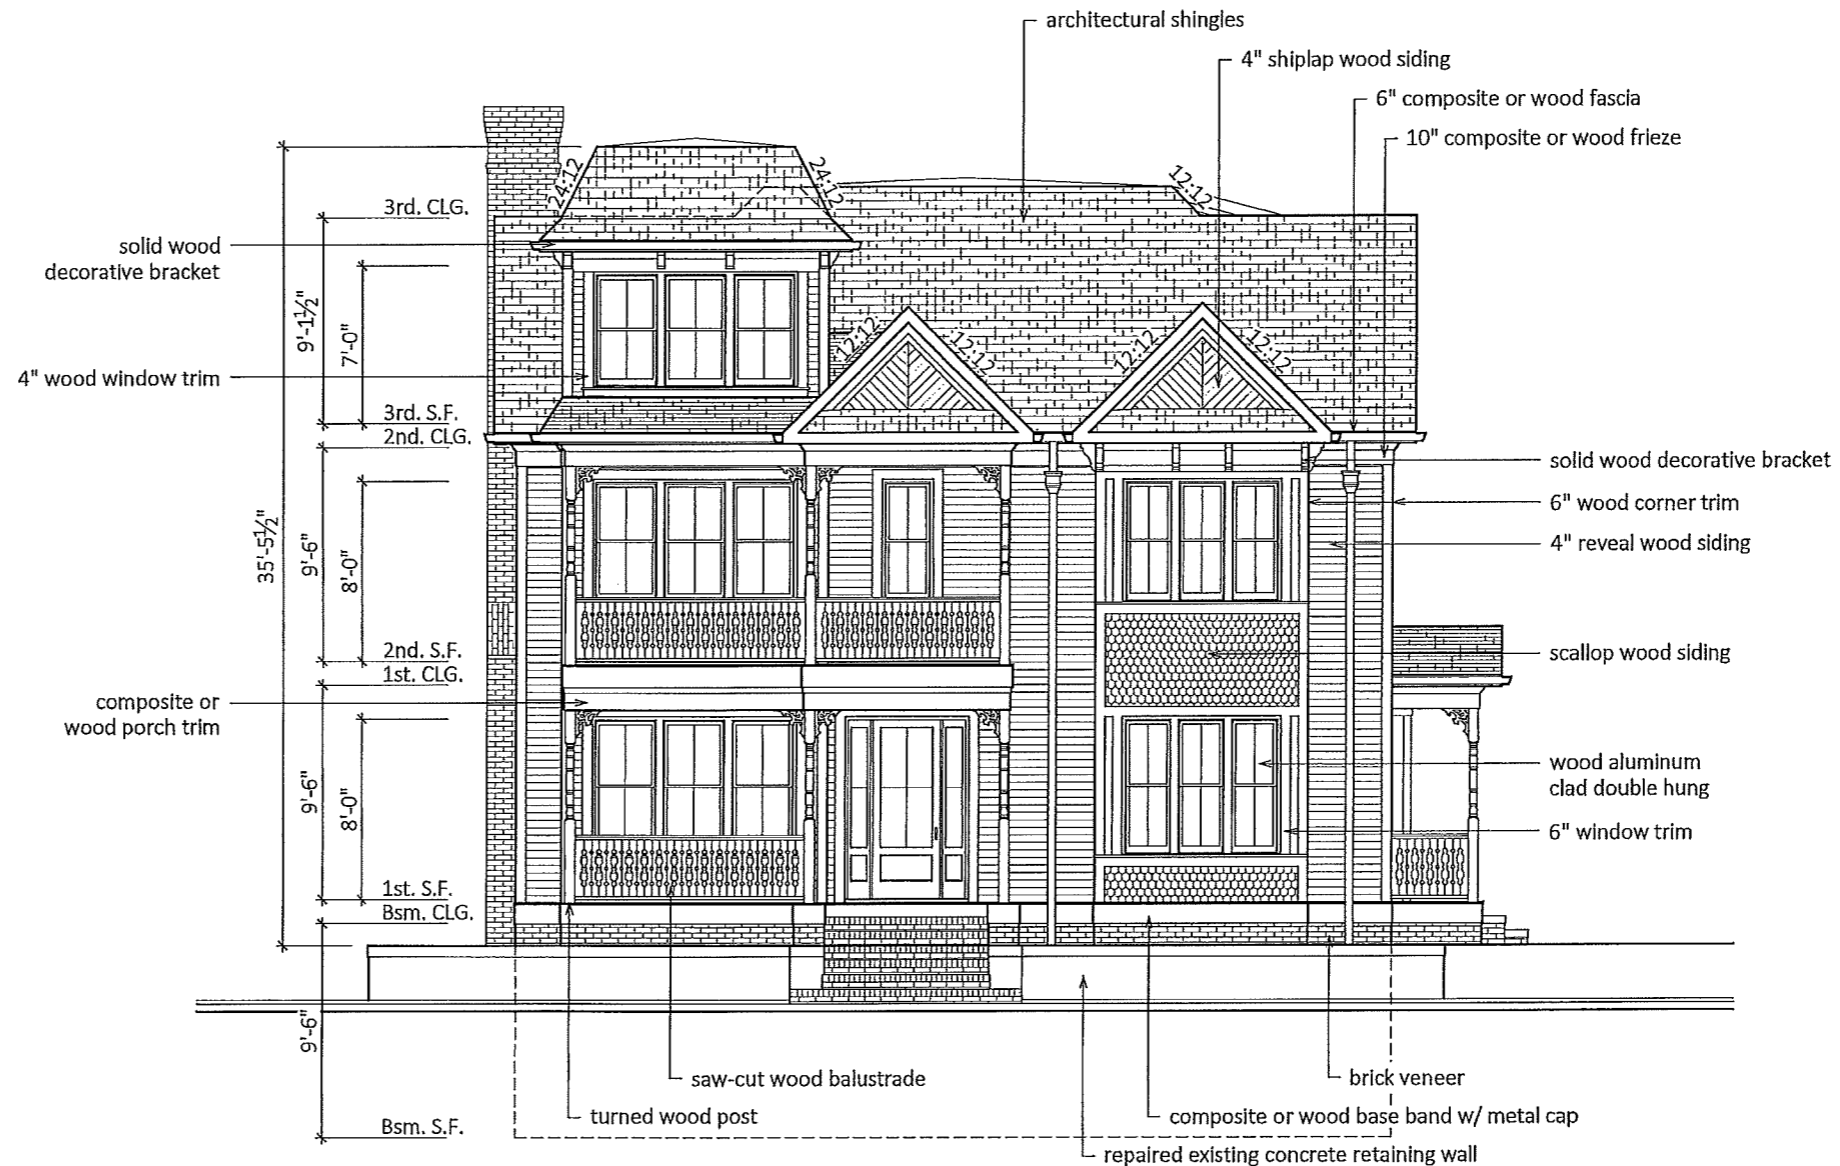 architectural shingles
4" shiplap wood siding
6" composite or wood fascia
10" composite or wood frieze
24:12
24:12
12:12
3rd. CLG.
solid wood
decorative bracket
9'-1½"
7'-0"
12:12
12:12
12:12
12:12
4" wood window trim
3rd. S.F.
2nd. CLG.
solid wood decorative bracket
6" wood corner trim
4" reveal wood siding
35'-5½"
9'-6"
8'-0"
2nd. S.F.
1st. CLG.
scallop wood siding
composite or
wood porch trim
wood aluminum
clad double hung
9'-6"
8'-0"
6" window trim
1st. S.F.
Bsm. CLG.
9'-6"
saw-cut wood balustrade
brick veneer
turned wood post
composite or wood base band w/ metal cap
Bsm. S.F.
repaired existing concrete retaining wall